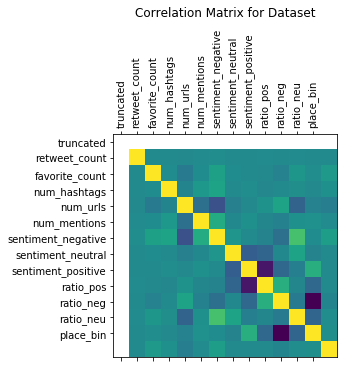 Correlation Matrix for Dataset
truncated
retweet_count
favorite_count
num_hashtags
num_urls
num_mentions
sentiment_negative
sentiment_neutral
sentiment_positive
ratio_pos
ratio_neg
ratio_neu
place_bin
truncated
retweet_count
favorite_count
num_hashtags
num_urls
num_mentions
sentiment_negative
sentiment_neutral
sentiment_positive
ratio_pos
ratio_neg
ratio_neu
place_bin